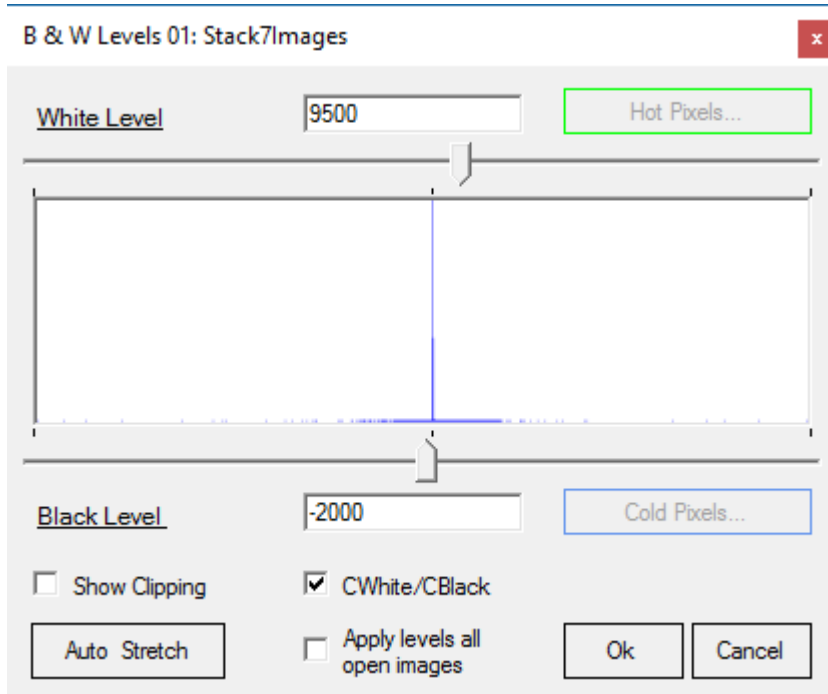 B & W Levels 01: Stack7Images
x
White Level
9500
Hot Pixels...
Black Level
-2000
Cold Pixels...
Show Clipping
CWhite/CBlack
Auto Stretch
Apply levels all
open images
Ok
Cancel